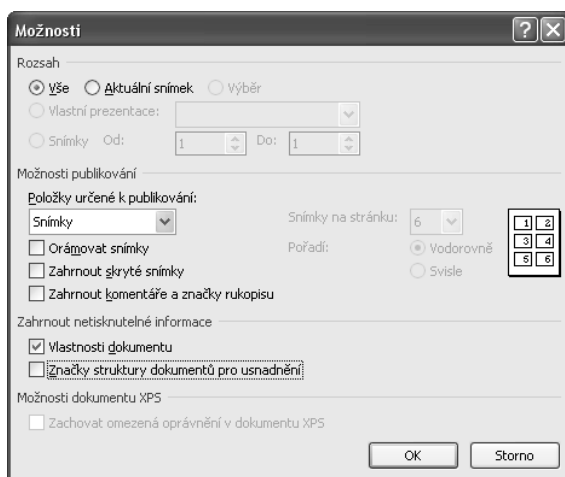 Možnosti
Rozsah
Vše Aktuální snímek Výběr
Vlastní prezentace:
Snímky Od: 1 Do: 1
Možnosti publikování
Položky určené k publikování:
Snímky Snímky na stránku: 6
Orámovat snímky Pořadí: Vodorovně
Zahrnout skryté snímky Svisle
Zahrnout komentáře a značky rukopisu
1 2
3 4
5 6
Zahrnout netisknutelné informace
Vlastnosti dokumentu
Značky struktury dokumentů pro usnadnění
Možnosti dokumentu XPS
Zachovat omezená oprávnění v dokumentu XPS
OK Storno